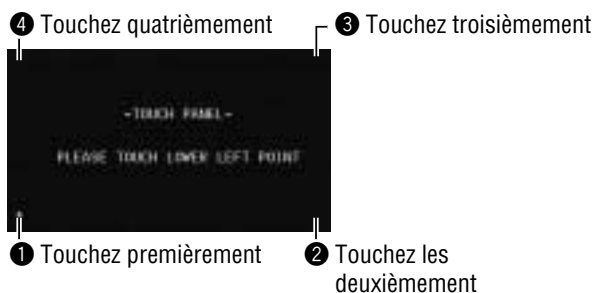 ❹ Touchez quatrièmement
❸ Touchez troisièmement
-TOUCH PANEL-
PLEASE TOUCH LOWER LEFT POINT
❶ Touchez premièrement
❷ Touchez les
deuxièmement